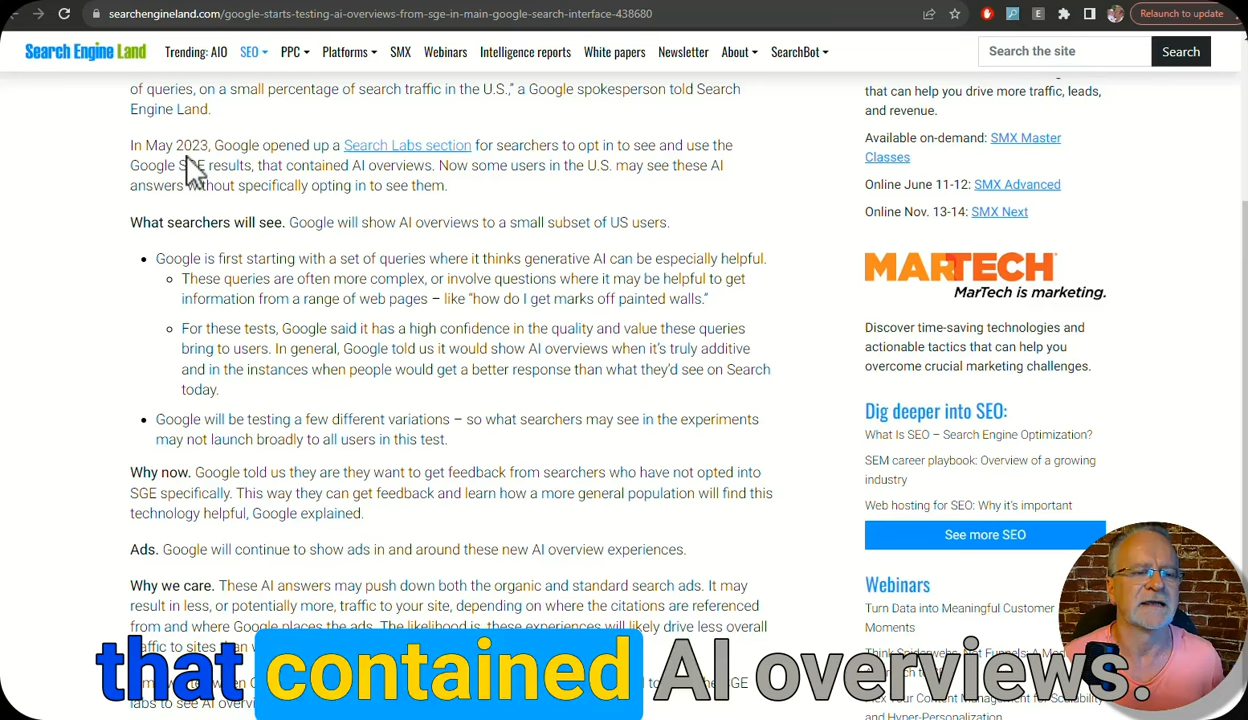 searchengineland.com/google-starts-testing-ai-overviews-from-sge-in-main-google-search-interface-438680
Relaunch to update
Search Engine Land
Trending: AIO
SEO
PPC
Platforms
SMX
Webinars
Intelligence reports
White papers
Newsletter
About
SearchBot
Search the site
Search
of queries, on a small percentage of search traffic in the U.S.,” a Google spokesperson told Search
Engine Land.
In May 2023, Google opened up a Search Labs section for searchers to opt in to see and use the
Google SGE results, that contained AI overviews. Now some users in the U.S. may see these AI
answers without specifically opting in to see them.
What searchers will see. Google will show AI overviews to a small subset of US users.
Google is first starting with a set of queries where it thinks generative AI can be especially helpful.
These queries are often more complex, or involve questions where it may be helpful to get
information from a range of web pages – like “how do I get marks off painted walls.”
For these tests, Google said it has a high confidence in the quality and value these queries
bring to users. In general, Google told us it would show AI overviews when it’s truly additive
and in the instances when people would get a better response than what they’d see on Search
today.
Google will be testing a few different variations – so what searchers may see in the experiments
may not launch broadly to all users in this test.
Why now. Google told us they are they want to get feedback from searchers who have not opted into
SGE specifically. This way they can get feedback and learn how a more general population will find this
technology helpful, Google explained.
Ads. Google will continue to show ads in and around these new AI overview experiences.
Why we care. These AI answers may push down both the organic and standard search ads. It may
result in less, or potentially more, traffic to your site, depending on where the citations are referenced
from and where Google places the ads. The likelihood is, these experiences will likely drive less overall
traffic to sites
that contained AI overviews.
that can help you drive more traffic, leads,
and revenue.
Available on-demand: SMX Master
Classes
Online June 11-12: SMX Advanced
Online Nov. 13-14: SMX Next
MARTECH
MarTech is marketing.
Discover time-saving technologies and
actionable tactics that can help you
overcome crucial marketing challenges.
Dig deeper into SEO:
What Is SEO – Search Engine Optimization?
SEM career playbook: Overview of a growing
industry
Web hosting for SEO: Why it’s important
See more SEO
Webinars
Turn Data into Meaningful Customer
Moments
and Hyper-Personalization